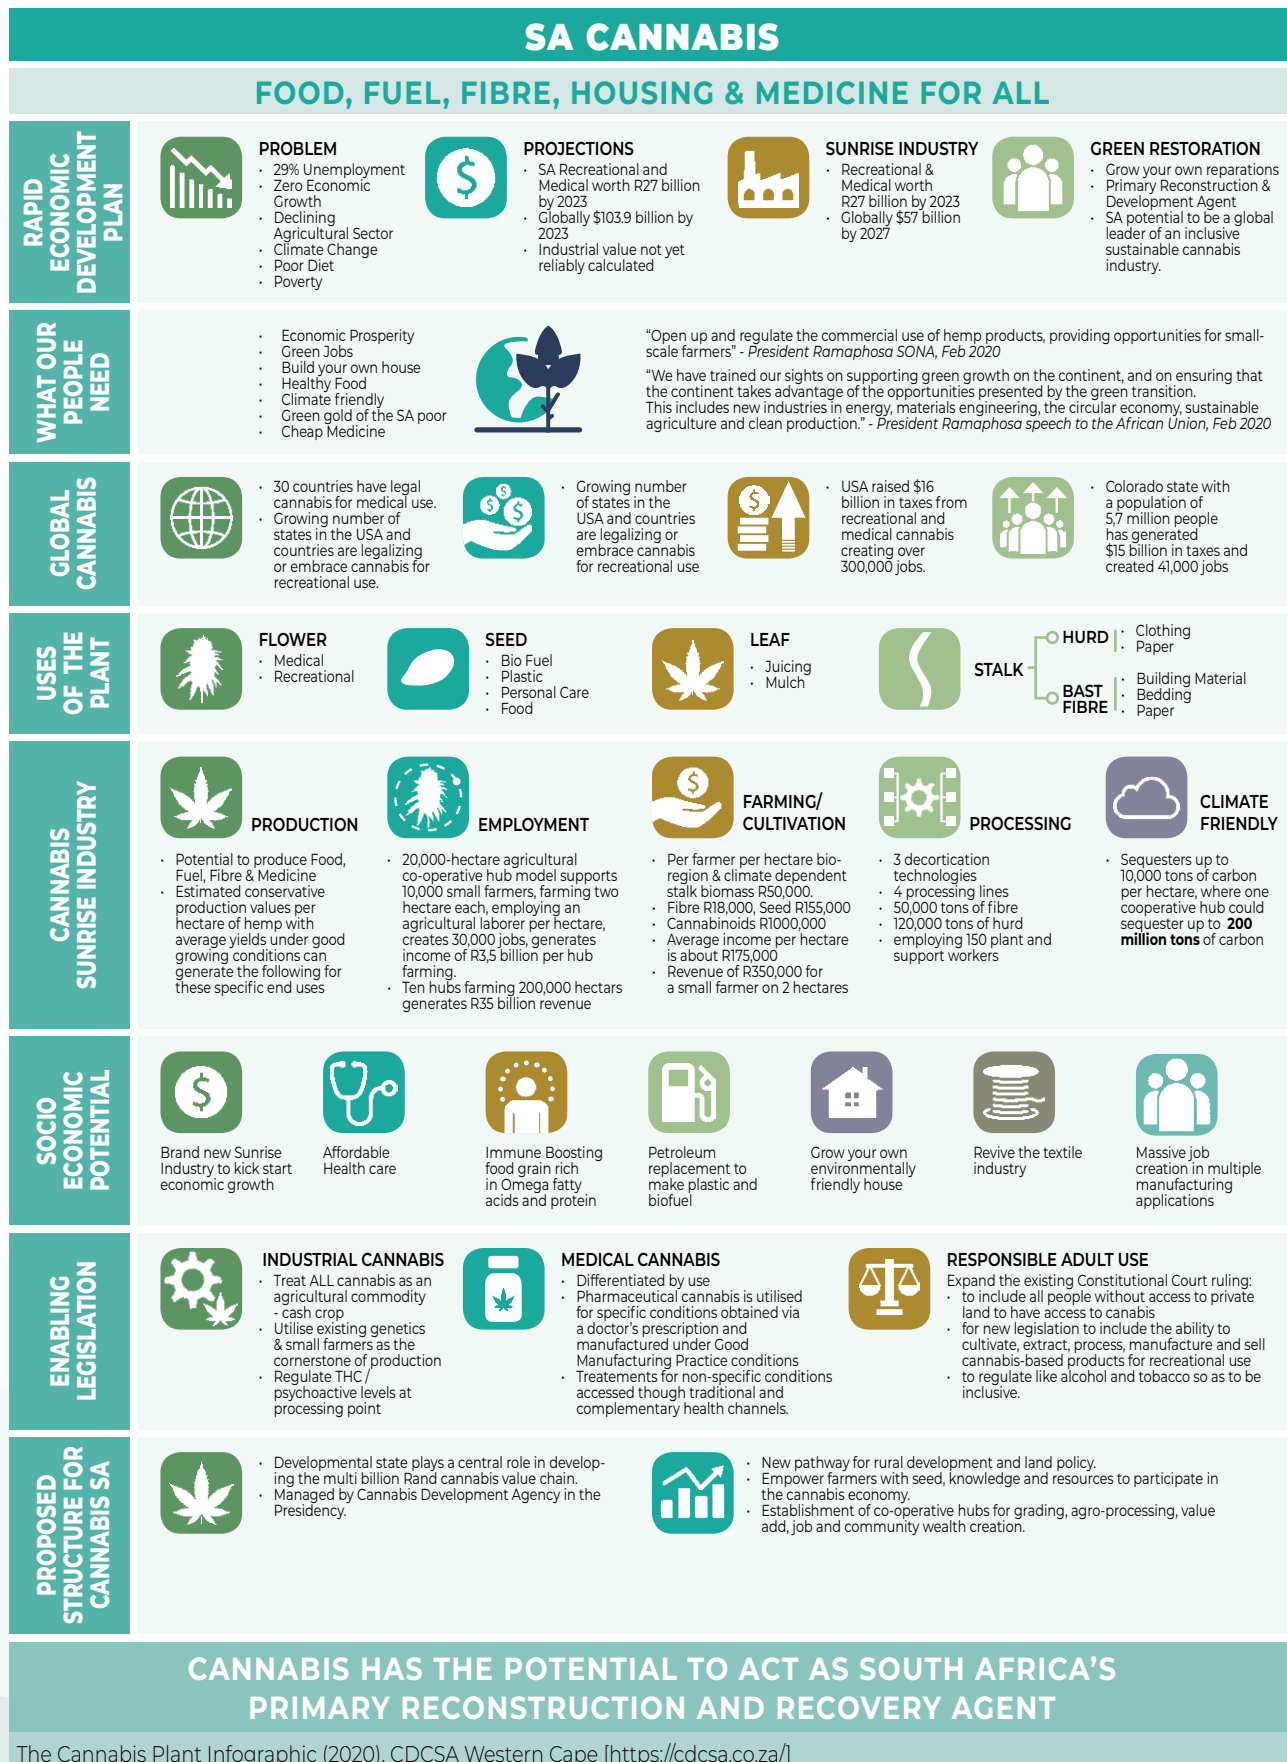 SA CANNABIS
FOOD, FUEL, FIBRE, HOUSING & MEDICINE FOR ALL
RAPID
ECONOMIC
DEVELOPMENT
PLAN
PROBLEM
· 29% Unemployment
· Zero Economic
Growth
· Declining
Agricultural Sector
· Climate Change
· Poor Diet
· Poverty
PROJECTIONS
· SA Recreational and
Medical worth R27 billion
by 2023
· Globally $103.9 billion by
2023
· Industrial value not yet
reliably calculated
SUNRISE INDUSTRY
· Recreational &
Medical worth
R27 billion by 2023
· Globally $57 billion
by 2027
GREEN RESTORATION
· Grow your own reparations
· Primary Reconstruction &
Development Agent
· SA potential to be a global
leader of an inclusive
sustainable cannabis
industry.
WHAT OUR
PEOPLE
NEED
· Economic Prosperity
· Green Jobs
· Build your own house
· Healthy Food
· Climate friendly
· Green gold of the SA poor
· Cheap Medicine
“Open up and regulate the commercial use of hemp products, providing opportunities for small-
scale farmers” - President Ramaphosa SONA, Feb 2020
“We have trained our sights on supporting green growth on the continent, and on ensuring that
the continent takes advantage of the opportunities presented by the green transition.
This includes new industries in energy, materials engineering, the circular economy, sustainable
agriculture and clean production.” - President Ramaphosa speech to the African Union, Feb 2020
GLOBAL
CANNABIS
· 30 countries have legal
cannabis for medical use.
· Growing number of
states in the USA and
countries are legalizing
or embrace cannabis for
recreational use.
· Growing number
of states in the
USA and countries
are legalizing or
embrace cannabis
for recreational use
· USA raised $16
billion in taxes from
recreational and
medical cannabis
creating over
300,000 jobs.
· Colorado state with
a population of
5,7 million people
has generated
$15 billion in taxes and
created 41,000 jobs
USES
OF THE
PLANT
FLOWER
· Medical
· Recreational
SEED
· Bio Fuel
· Plastic
· Personal Care
· Food
LEAF
· Juicing
· Mulch
STALK
HURD
· Clothing
· Paper
BAST
FIBRE
· Building Material
· Bedding
· Paper
CANNABIS
SUNRISE INDUSTRY
PRODUCTION
· Potential to produce Food,
Fuel, Fibre & Medicine
· Estimated conservative
production values per
hectare of hemp with
average yields under good
growing conditions can
generate the following for
these specific end uses
EMPLOYMENT
· 20,000-hectare agricultural
co-operative hub model supports
10,000 small farmers, farming two
hectare each, employing an
agricultural laborer per hectare,
creates 30,000 jobs, generates
income of R3,5 billion per hub
farming.
· Ten hubs farming 200,000 hectars
generates R35 billion revenue
FARMING/
CULTIVATION
· Per farmer per hectare bio-
region & climate dependent
stalk biomass R50,000.
· Fibre R18,000, Seed R155,000
· Cannabinoids R1000,000
· Average income per hectare
is about R175,000
· Revenue of R350,000 for
a small farmer on 2 hectares
PROCESSING
· 3 decortication
technologies
· 4 processing lines
· 50,000 tons of fibre
· 120,000 tons of hurd
· employing 150 plant and
support workers
CLIMATE
FRIENDLY
· Sequesters up to
10,000 tons of carbon
per hectare, where one
cooperative hub could
sequester up to 200
million tons of carbon
SOCIO
ECONOMIC
POTENTIAL
Brand new Sunrise
Industry to kick start
economic growth
Affordable
Health care
Immune Boosting
food grain rich
in Omega fatty
acids and protein
Petroleum
replacement to
make plastic and
biofuel
Grow your own
environmentally
friendly house
Revive the textile
industry
Massive job
creation in multiple
manufacturing
applications
ENABLING
LEGISLATION
INDUSTRIAL CANNABIS
· Treat ALL cannabis as an
agricultural commodity
- cash crop
· Utilise existing genetics
& small farmers as the
cornerstone of production
· Regulate THC /
psychoactive levels at
processing point
MEDICAL CANNABIS
· Differentiated by use
· Pharmaceutical cannabis is utilised
for specific conditions obtained via
a doctor’s prescription and
manufactured under Good
Manufacturing Practice conditions
· Treatements for non-specific conditions
accessed though traditional and
complementary health channels.
RESPONSIBLE ADULT USE
Expand the existing Constitutional Court ruling:
· to include all people without access to private
land to have access to canabis
· for new legislation to include the ability to
cultivate, extract, process, manufacture and sell
cannabis-based products for recreational use
· to regulate like alcohol and tobacco so as to be
inclusive.
PROPOSED
STRUCTURE FOR
CANNABIS SA
· Developmental state plays a central role in develop-
ing the multi billion Rand cannabis value chain.
· Managed by Cannabis Development Agency in the
Presidency.
· New pathway for rural development and land policy.
· Empower farmers with seed, knowledge and resources to participate in
the cannabis economy.
· Establishment of co-operative hubs for grading, agro-processing, value
add, job and community wealth creation.
CANNABIS HAS THE POTENTIAL TO ACT AS SOUTH AFRICA’S
PRIMARY RECONSTRUCTION AND RECOVERY AGENT
The Cannabis Plant Infographic (2020), CDCSA Western Cape [https://cdcsa.co.za/]